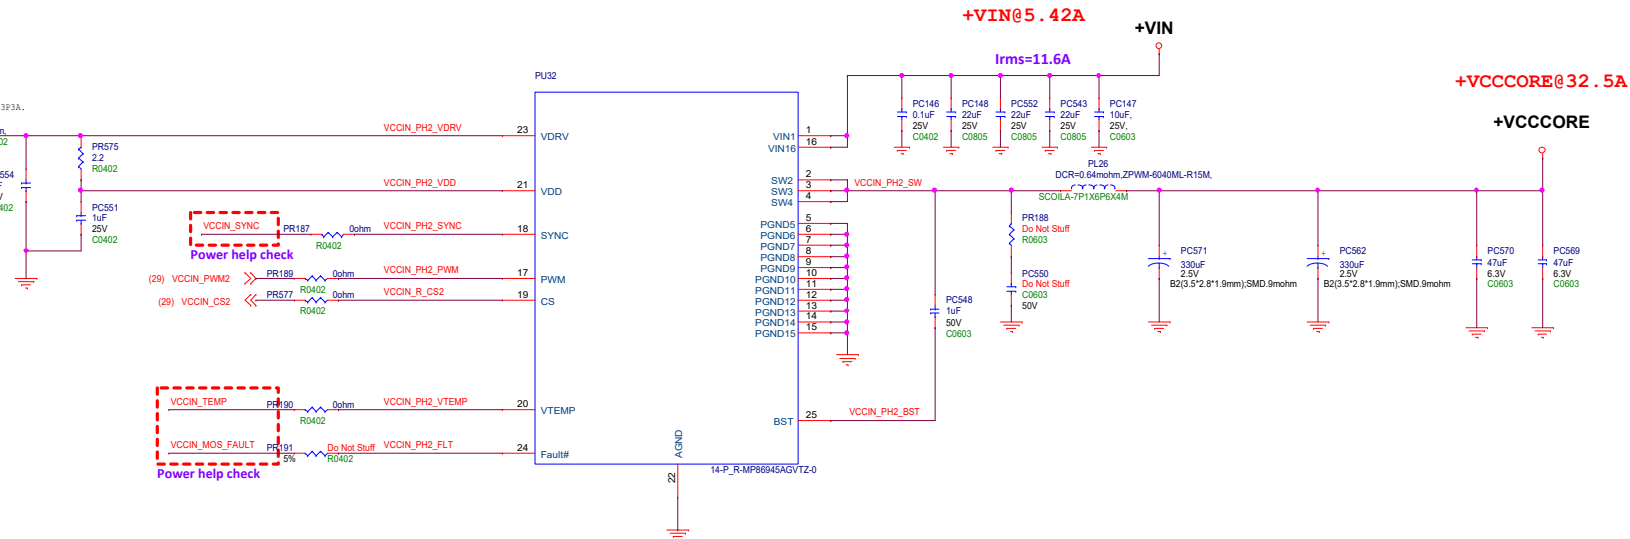 +VIN@5.42A
+VIN
Irms=11.6A
+VCCCORE@32.5A
+VCCCORE
PU32
3P3A.
PC146
0.1uF
25V
C0402
PC148
22uF
25V
C0805
PC552
22uF
25V
C0805
PC543
22uF
25V
C0805
PC147
10uF,
25V,
C0603
VCCIN_PH2_VDRV
23
VDRV
PR575
2.2
R0402
554
VCCIN_PH2_VDD
21
VDD
PC551
1uF
25V
C0402
VCCIN_SYNC
PR187
0ohm
R0402
VCCIN_PH2_SYNC
18
SYNC
Power help check
(29) VCCIN_PWM2
PR189
0ohm
R0402
VCCIN_PH2_PWM
17
PWM
(29) VCCIN_CS2
PR577
0ohm
R0402
VCCIN_R_CS2
19
CS
VCCIN_TEMP
PR190
0ohm
R0402
VCCIN_PH2_VTEMP
20
VTEMP
VCCIN_MOS_FAULT
PR191
5%
Do Not Stuff
R0402
VCCIN_PH2_FLT
24
Fault#
Power help check
VIN1
1
VIN16
16
SW2
2
SW3
3
SW4
4
PGND5
5
PGND6
6
PGND7
7
PGND8
8
PGND9
9
PGND10
10
PGND11
11
PGND12
12
PGND13
13
PGND14
14
PGND15
15
BST
25
VCCIN_PH2_BST
AGND
22
14-P_R-MP86945AGVTZ-0
VCCIN_PH2_SW
PL26
DCR=0.64mohm,ZPWM-6040ML-R15M,
SCOILA-7P1X6P6X4M
PR188
Do Not Stuff
R0603
PC550
Do Not Stuff
C0603
50V
PC548
1uF
50V
C0603
PC571
330uF
2.5V
B2(3.5*2.8*1.9mm);SMD.9mohm
PC562
330uF
2.5V
B2(3.5*2.8*1.9mm);SMD.9mohm
PC570
47uF
6.3V
C0603
PC569
47uF
6.3V
C0603